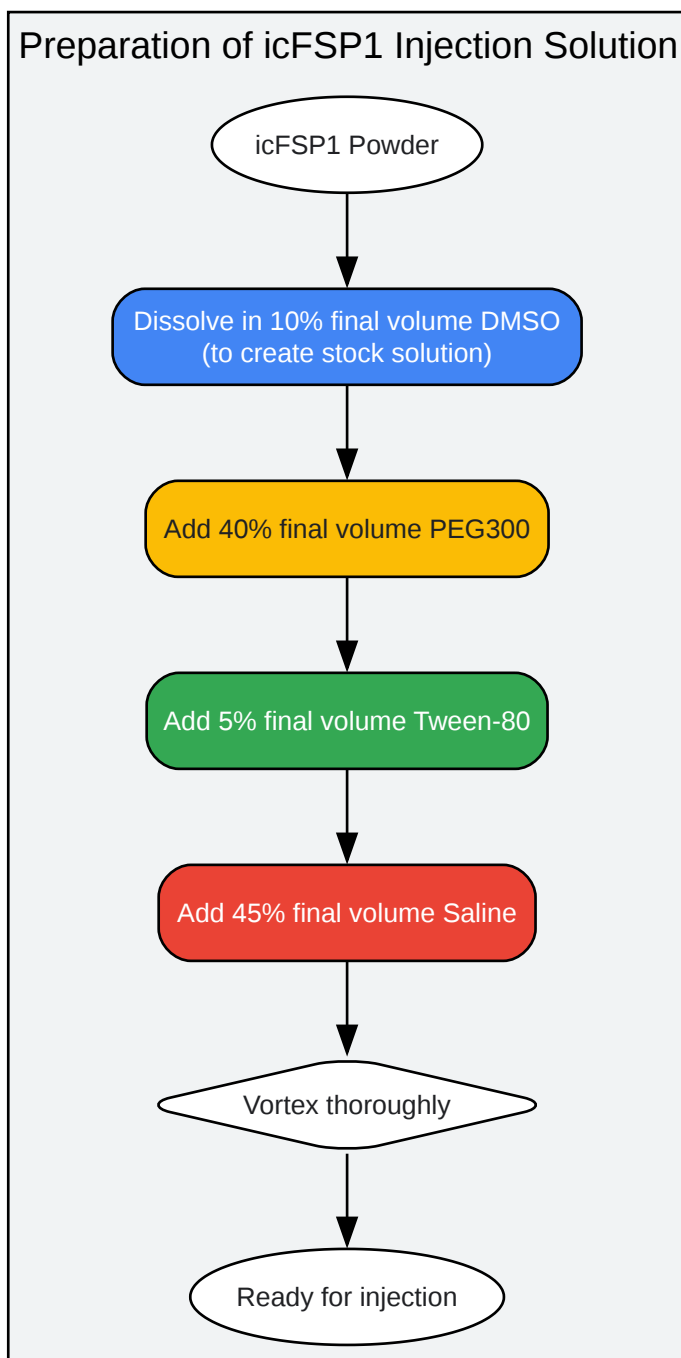 Preparation of icFSP1 Injection Solution
icFSP1 Powder
Dissolve in 10% final volume DMSO
(to create stock solution)
Add 40% final volume PEG300
Add 5% final volume Tween-80
Add 45% final volume Saline
Vortex thoroughly
Ready for injection